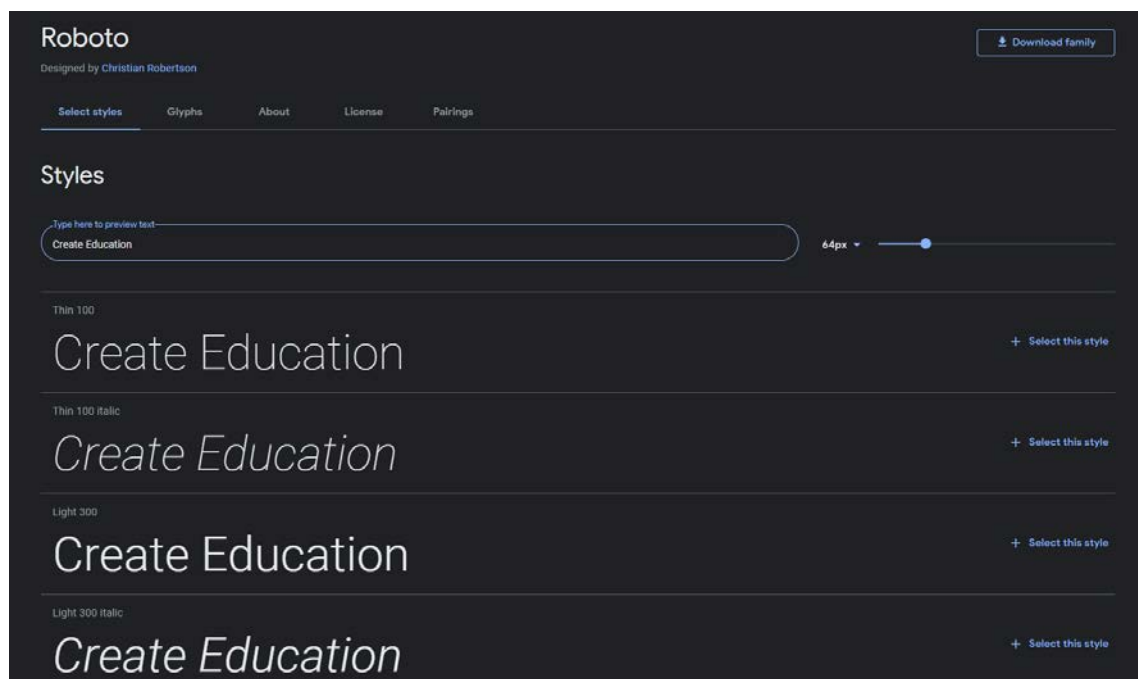 Roboto
Download family
Designed by Christian Robertson
Select styles Glyphs About License Pairings
Styles
Type here to preview text
Create Education
64px
Thin 100
Create Education
+ Select this style
Thin 100 italic
Create Education
+ Select this style
Light 300
Create Education
+ Select this style
Light 300 italic
Create Education
+ Select this style